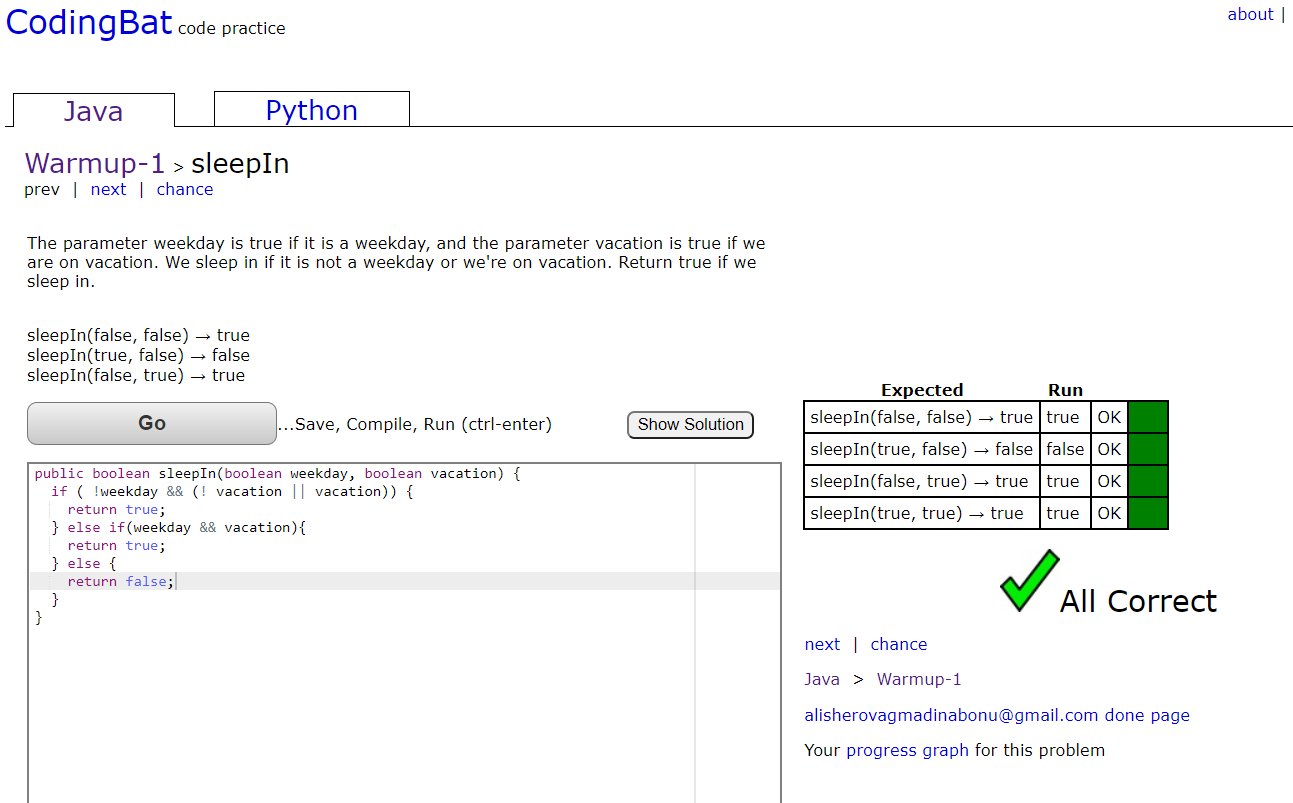 CodingBat code practice
about |
Java
Python
Warmup-1 > sleepIn
prev | next | chance
The parameter weekday is true if it is a weekday, and the parameter vacation is true if we
are on vacation. We sleep in if it is not a weekday or we're on vacation. Return true if we
sleep in.
sleepIn(false, false) → true
sleepIn(true, false) → false
sleepIn(false, true) → true
Go
...Save, Compile, Run (ctrl-enter)
Show Solution
public boolean sleepIn(boolean weekday, boolean vacation) {
  if ( !weekday && (! vacation || vacation)) {
    return true;
  } else if(weekday && vacation){
    return true;
  } else {
    return false;
  }
}
Expected Run
sleepIn(false, false) → true true OK
sleepIn(true, false) → false false OK
sleepIn(false, true) → true true OK
sleepIn(true, true) → true true OK
All Correct
next | chance
Java > Warmup-1
alisherovagmadinabonu@gmail.com done page
Your progress graph for this problem